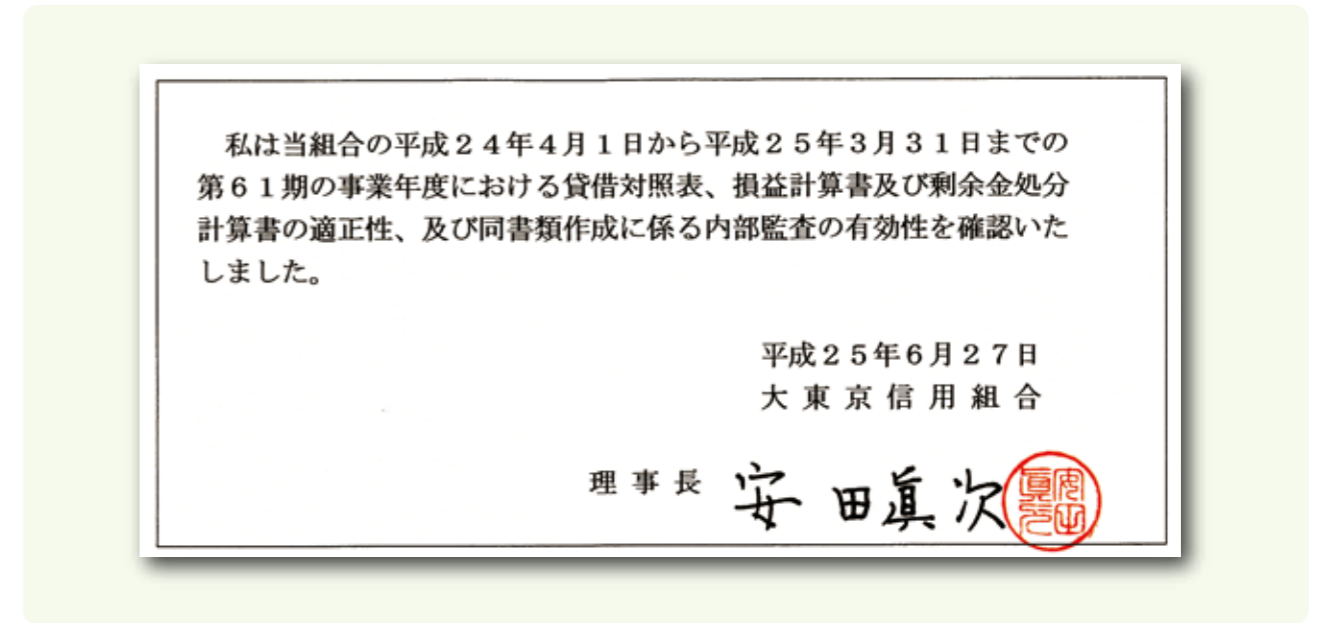 私は当組合の平成２４年４月１日から平成２５年３月３１日までの
第６１期の事業年度における貸借対照表、損益計算書及び剰余金処分
計算書の適正性、及び同書類作成に係る内部監査の有効性を確認いた
しました。
平成２５年６月２７日
大東京信用組合
理事長　安田眞次